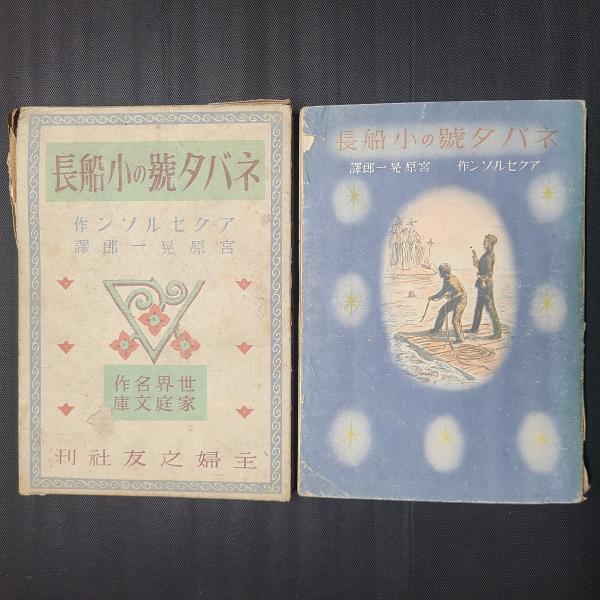 ネバタ號の小船長
アクセルソン作
宮原晃一郎譯
世界名作
家庭文庫
主婦之友社刊
ネバタ號の小船長
アクセルソン作 宮原晃一郎譯